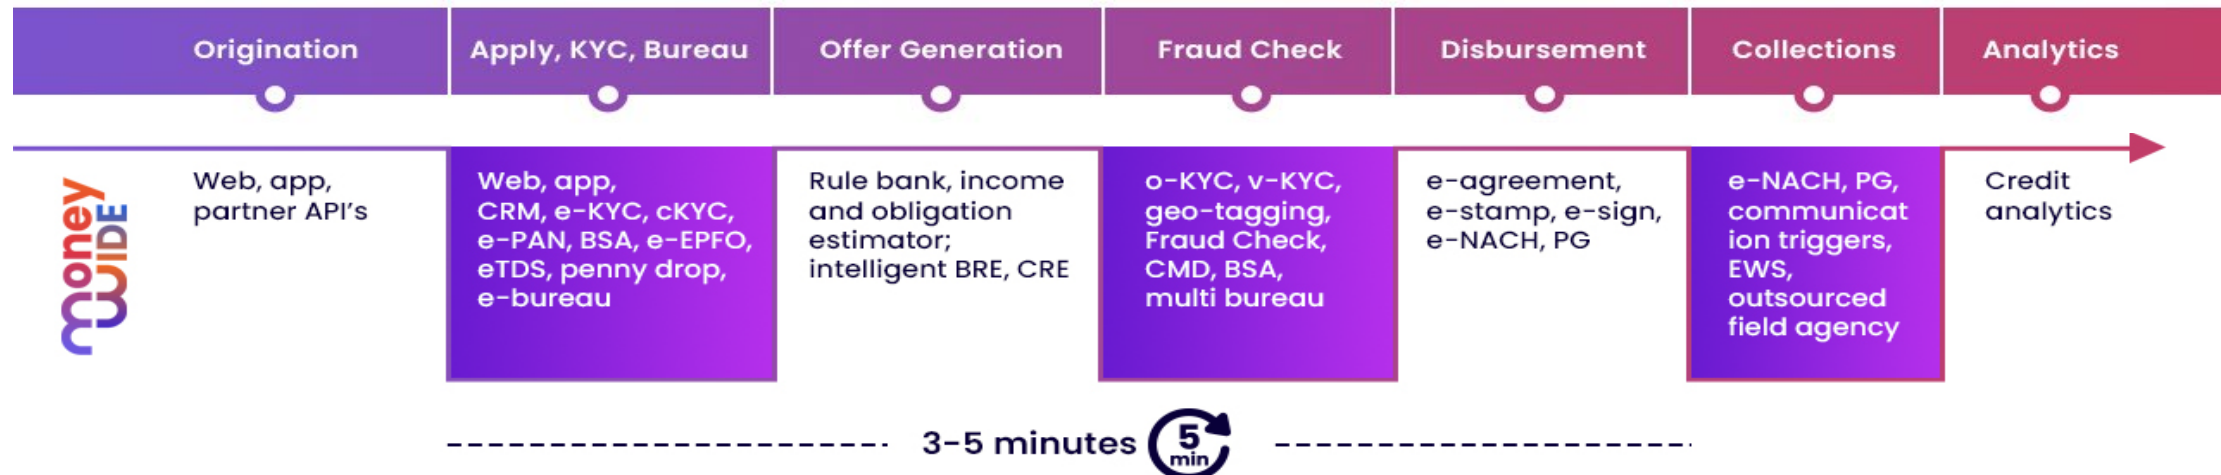 Origination
Apply, KYC, Bureau
Offer Generation
Fraud Check
Disbursement
Collections
Analytics
money
WIDE
Web, app,
partner API's
Web, app,
CRM, e-KYC, cKYC,
e-PAN, BSA, e-EPFO,
eTDS, penny drop,
e-bureau
Rule bank, income
and obligation
estimator;
intelligent BRE, CRE
o-KYC, v-KYC,
geo-tagging,
Fraud Check,
CMD, BSA,
multi bureau
e-agreement,
e-stamp, e-sign,
e-NACH, PG
e-NACH, PG,
communicat
ion triggers,
EWS,
outsourced
field agency
Credit
analytics
3-5 minutes
5
min